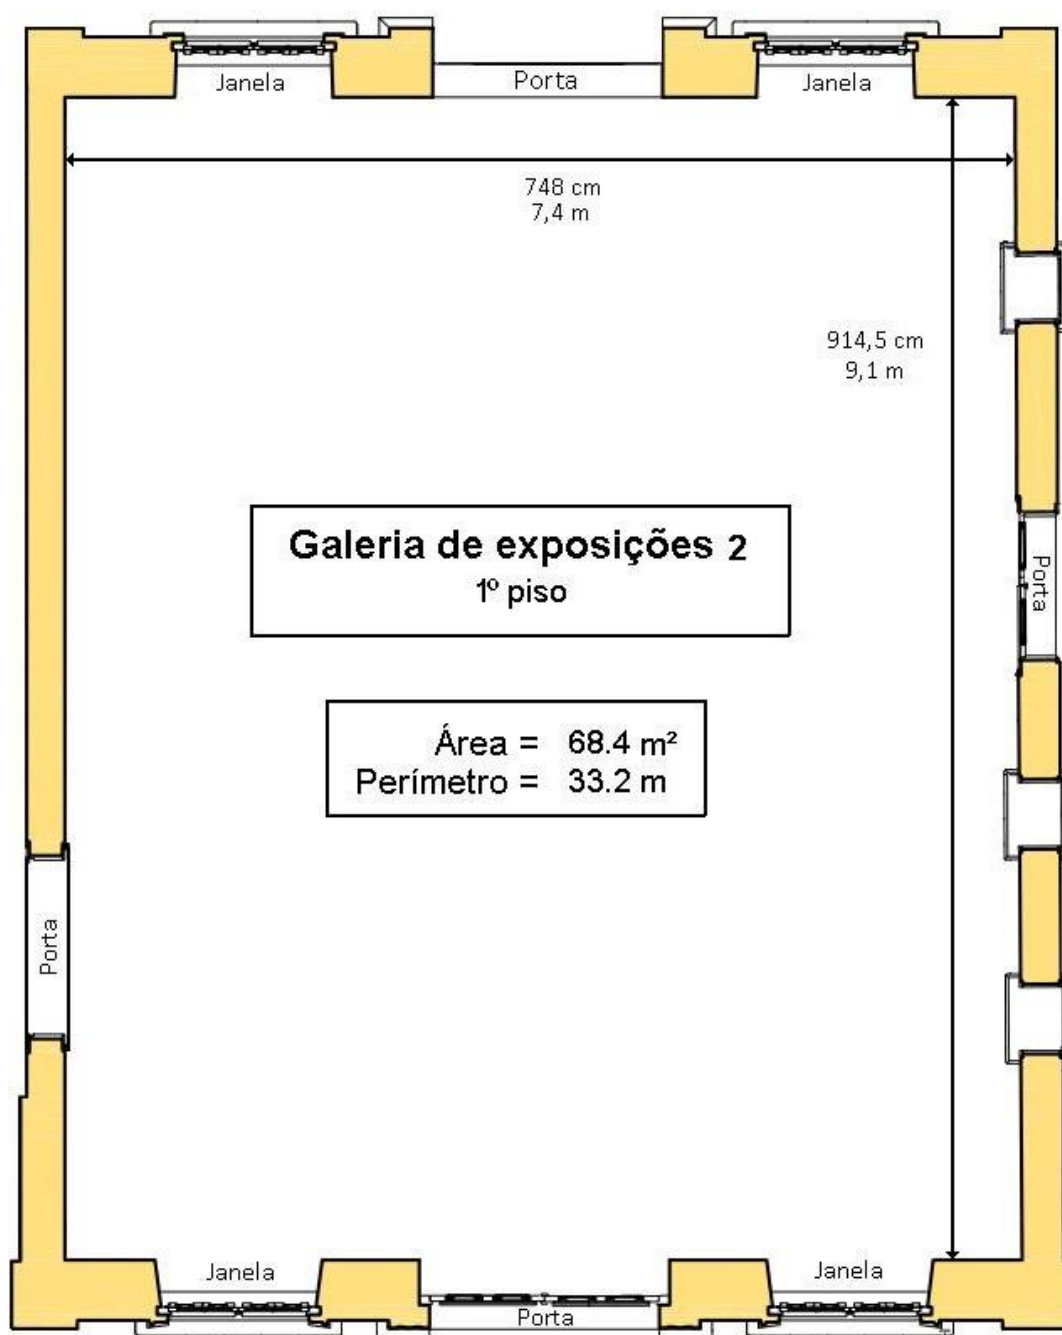 Janela
Porta
Janela
748 cm
7,4 m
914,5 cm
9,1 m
Galeria de exposições 2
1º piso
Porta
Área = 68.4 m²
Perímetro = 33.2 m
Porta
Janela
Janela
Porta